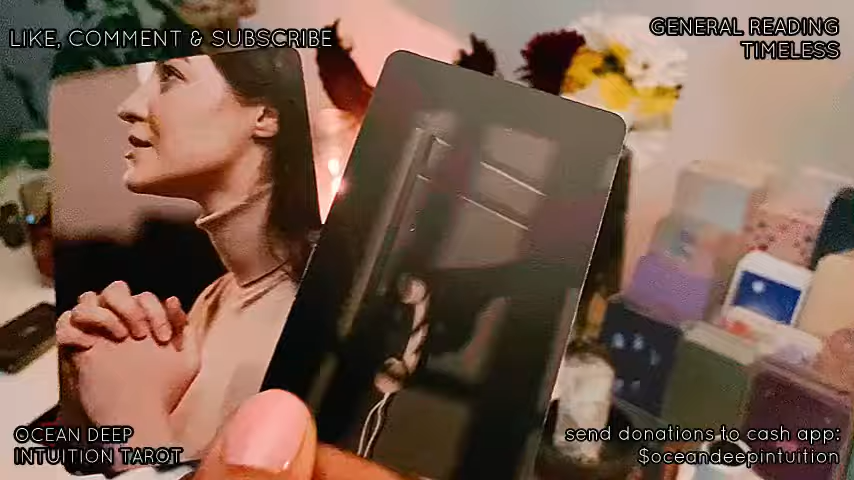 LIKE, COMMENT & SUBSCRIBE
GENERAL READING
TIMELESS
OCEAN DEEP
INTUITION TAROT
send donations to cash app:
$oceandeepintuition